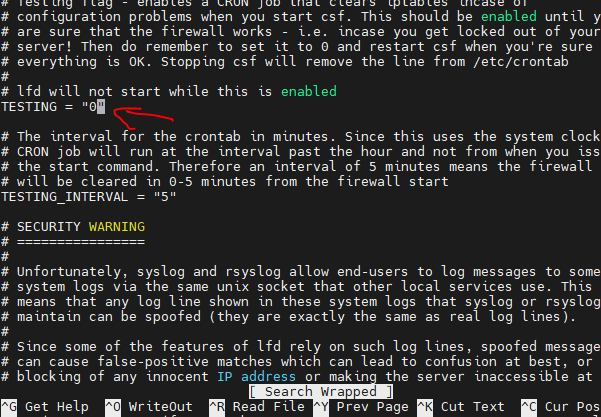 # Testing flag - enables a CRON job that clears iptables incase of
# configuration problems when you start csf. This should be enabled until y
# are sure that the firewall works - i.e. incase you get locked out of your
# server! Then do remember to set it to 0 and restart csf when you're sure
# everything is OK. Stopping csf will remove the line from /etc/crontab
#
# lfd will not start while this is enabled
TESTING = "0"
# The interval for the crontab in minutes. Since this uses the system clock
# CRON job will run at the interval past the hour and not from when you iss
# the start command. Therefore an interval of 5 minutes means the firewall
# will be cleared in 0-5 minutes from the firewall start
TESTING_INTERVAL = "5"
# SECURITY WARNING
# ================
#
# Unfortunately, syslog and rsyslog allow end-users to log messages to some
# system logs via the same unix socket that other local services use. This
# means that any log line shown in these system logs that syslog or rsyslog
# maintain can be spoofed (they are exactly the same as real log lines).
#
# Since some of the features of lfd rely on such log lines, spoofed message
# can cause false-positive matches which can lead to confusion at best, or
# blocking of any innocent IP address or making the server inaccessible at
[ Search Wrapped ]
^G Get Help ^O WriteOut ^R Read File ^Y Prev Page ^K Cut Text ^C Cur Pos